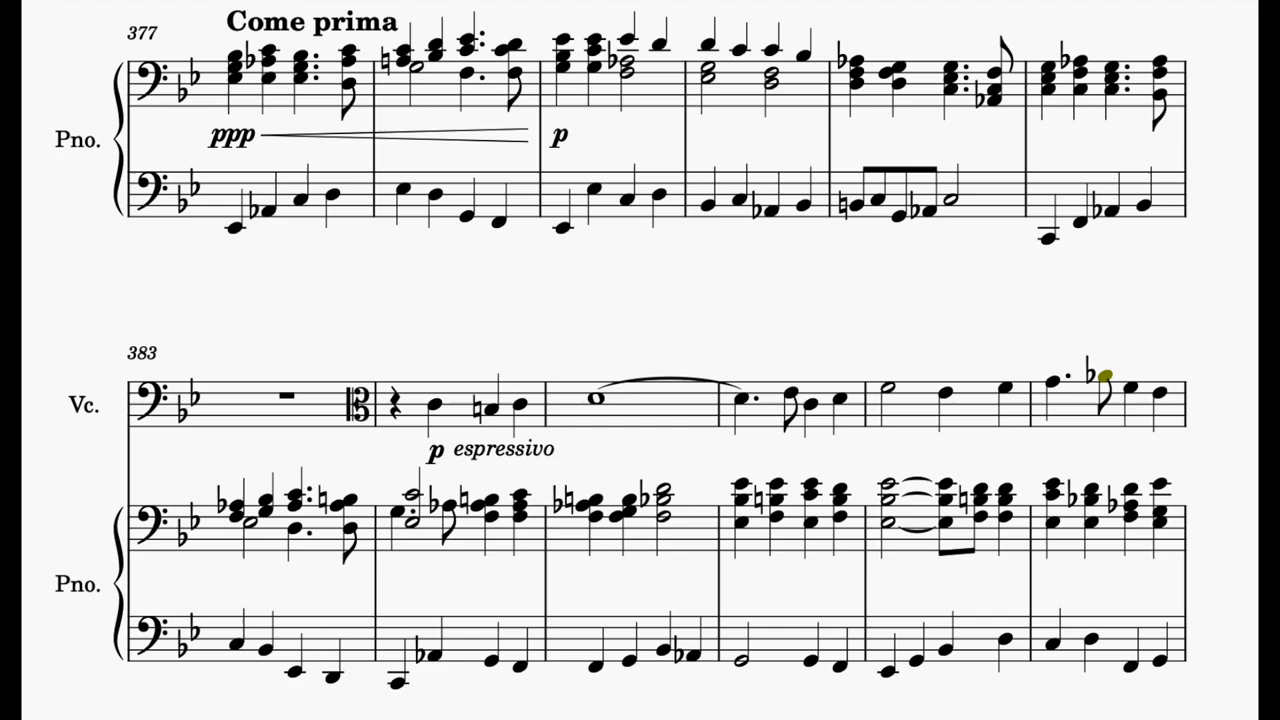 377
Come prima
Pno.
ppp
p
383
Vc.
p espressivo
Pno.